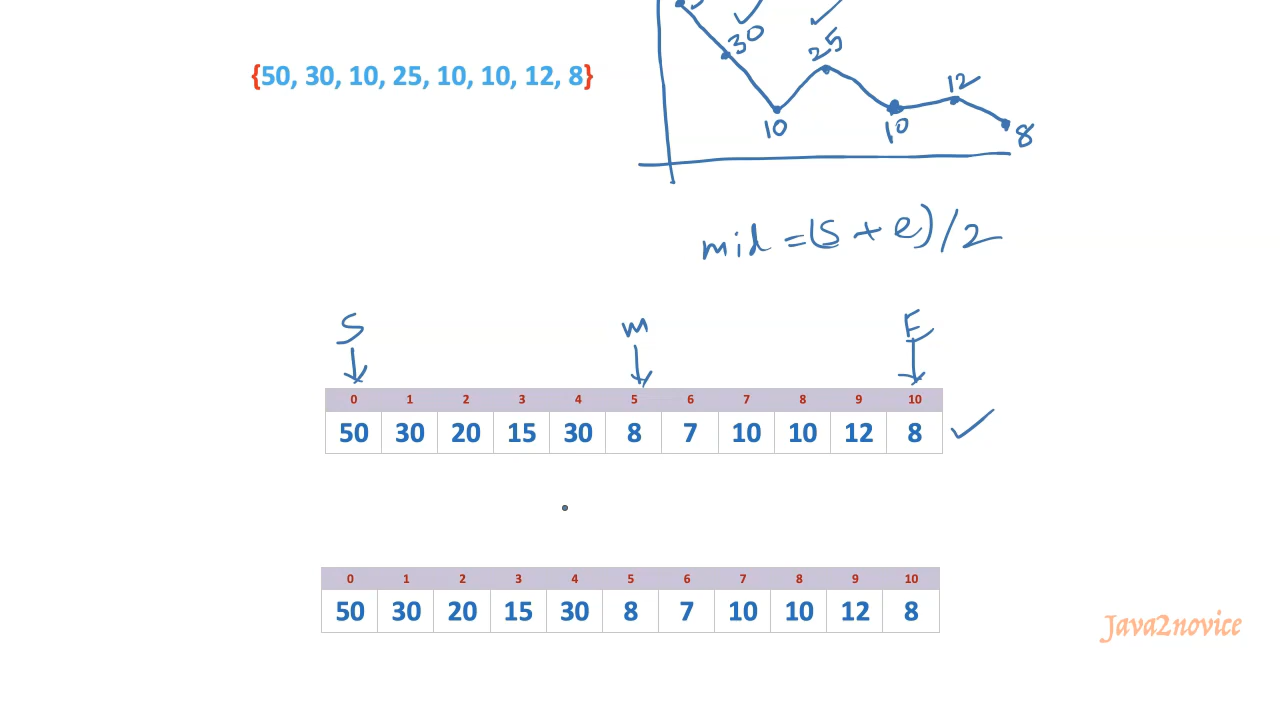 30
25
{50, 30, 10, 25, 10, 10, 12, 8}
12
10
10
8
mid = (S + e) / 2
S
m
E
0 1 2 3 4 5 6 7 8 9 10
50 30 20 15 30 8 7 10 10 12 8
0 1 2 3 4 5 6 7 8 9 10
50 30 20 15 30 8 7 10 10 12 8
Java2novice